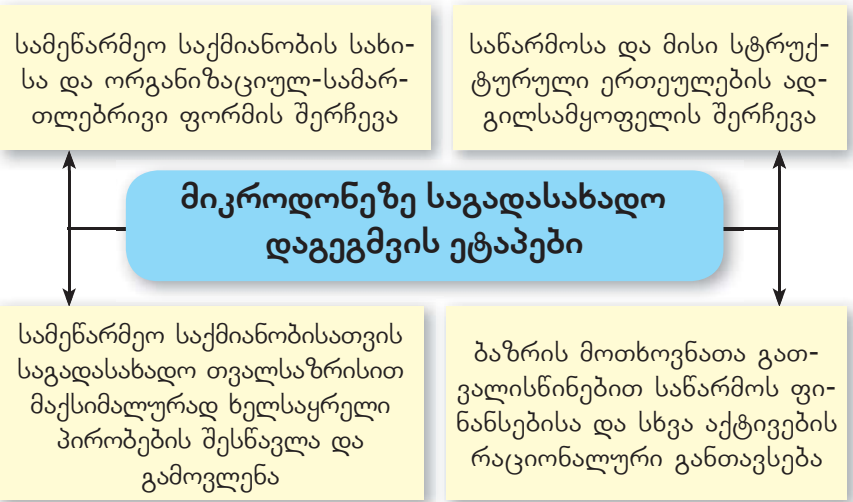 სამეწარმეო საქმიანობის სახი-
სა და ორგანიზაციულ-სამარ-
თლებრივი ფორმის შერჩევა
საწარმოსა და მისი სტრუქ-
ტურული ერთეულების ად-
გილსამყოფელის შერჩევა
მიკროდონეზე საგადასახადო
დაგეგმვის ეტაპები
სამეწარმეო საქმიანობისათვის
საგადასახადო თვალსაზრისით
მაქსიმალურად ხელსაყრელი
პირობების შესწავლა და
გამოვლენა
ბაზრის მოთხოვნათა გათ-
ვალისწინებით საწარმოს ფი-
ნანსებისა და სხვა აქტივების
რაციონალური განთავსება